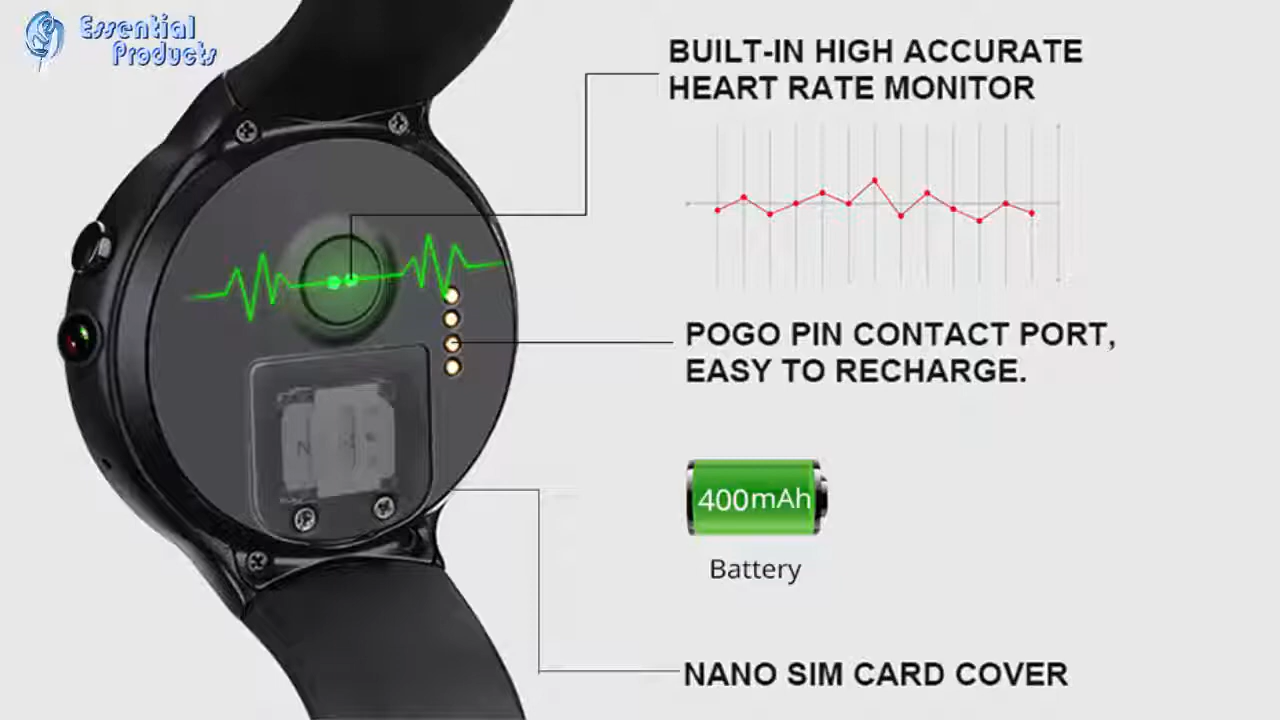 Essential
Products
BUILT-IN HIGH ACCURATE
HEART RATE MONITOR
POGO PIN CONTACT PORT,
EASY TO RECHARGE.
400mAh
Battery
NANO SIM CARD COVER